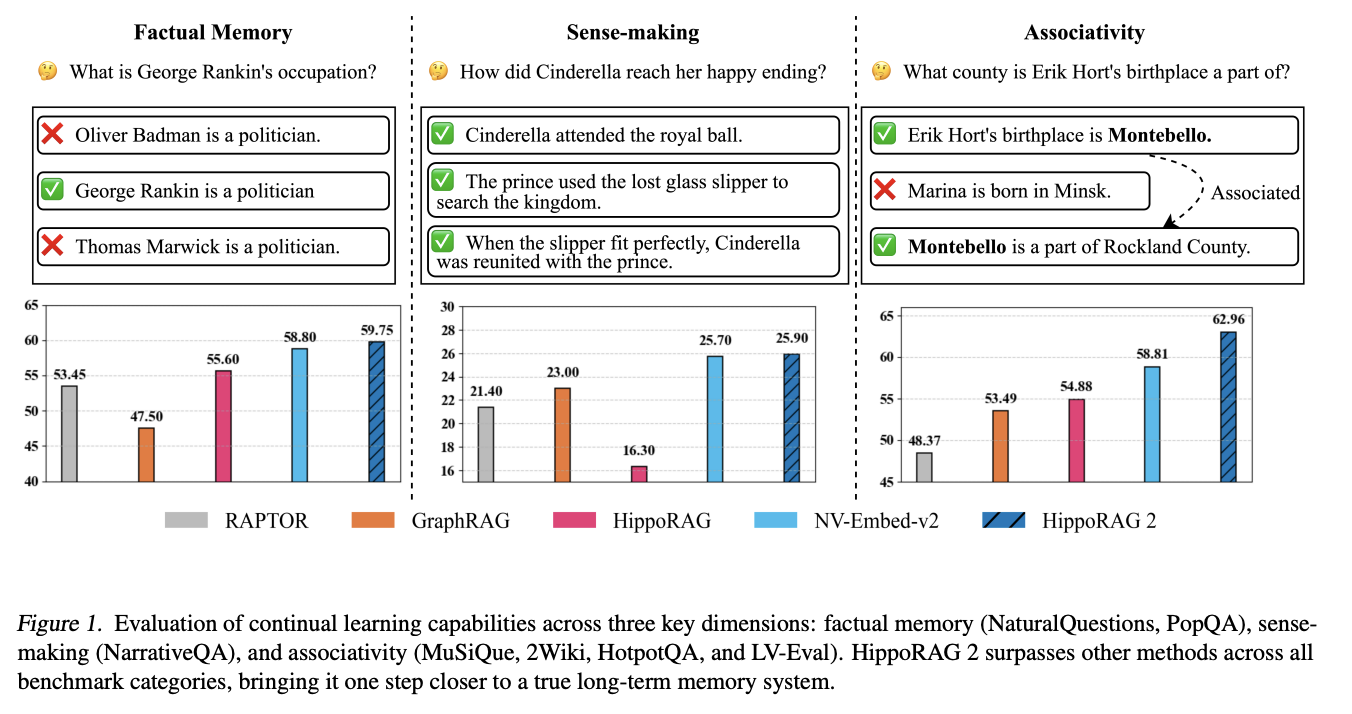 Factual Memory
What is George Rankin's occupation?
Oliver Badman is a politician.
George Rankin is a politician
Thomas Marwick is a politician.
65
60
55
50
45
40
53.45
47.50
55.60
58.80
59.75
Sense-making
How did Cinderella reach her happy ending?
Cinderella attended the royal ball.
The prince used the lost glass slipper to
search the kingdom.
When the slipper fit perfectly, Cinderella
was reunited with the prince.
30
28
26
24
22
20
18
16
21.40
23.00
16.30
25.70
25.90
Associativity
What county is Erik Hort's birthplace a part of?
Erik Hort's birthplace is Montebello.
Marina is born in Minsk.
Associated
Montebello is a part of Rockland County.
65
60
55
50
45
48.37
53.49
54.88
58.81
62.96
RAPTOR
GraphRAG
HippoRAG
NV-Embed-v2
HippoRAG 2
Figure 1. Evaluation of continual learning capabilities across three key dimensions: factual memory (NaturalQuestions, PopQA), sense-
making (NarrativeQA), and associativity (MuSiQue, 2Wiki, HotpotQA, and LV-Eval). HippoRAG 2 surpasses other methods across all
benchmark categories, bringing it one step closer to a true long-term memory system.